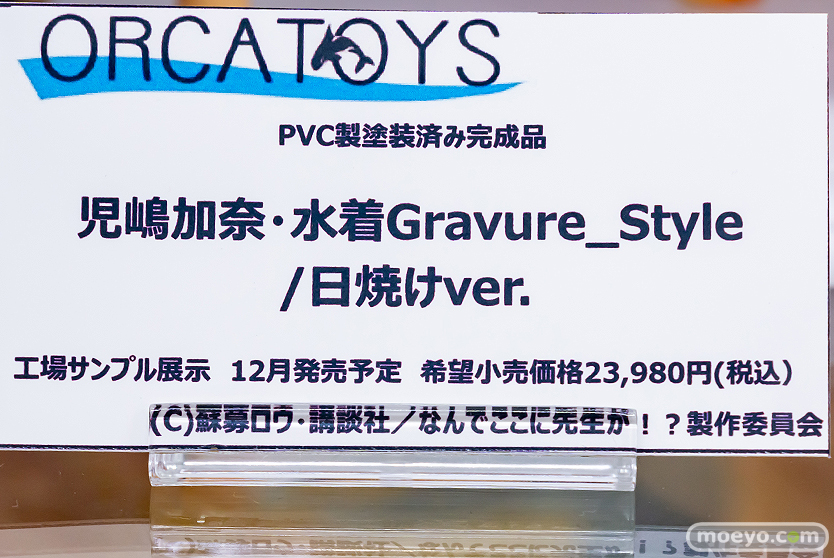 ORCATOYS
PVC製塗装済み完成品
児嶋加奈・水着Gravure_Style
/日焼けver.
工場サンプル展示 12月発売予定 希望小売価格23,980円(税込)
(C)蘇募ロウ・講談社／なんでここに先生が！？製作委員会
moeyo.com